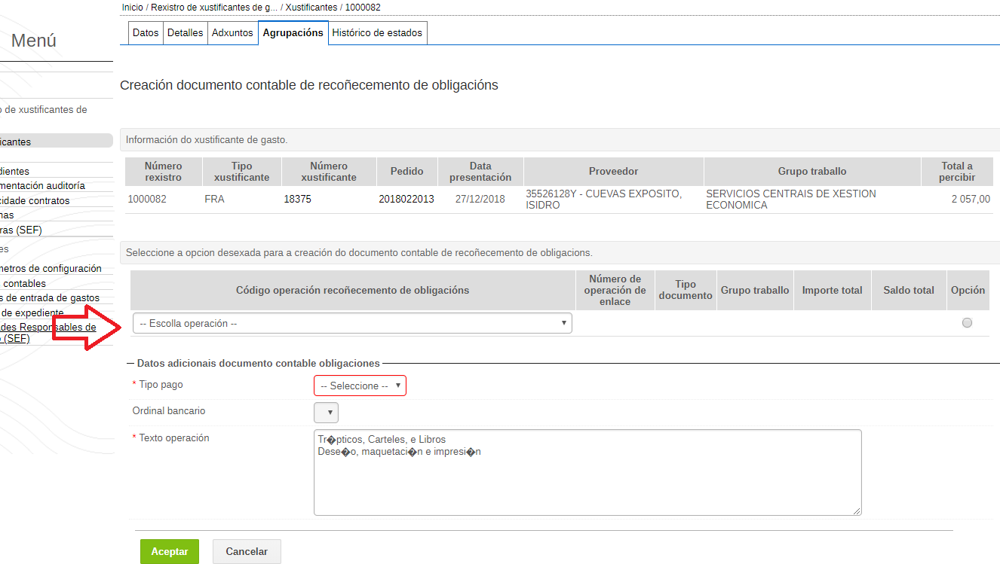 Inicio / Rexistro de xustificantes de g... / Xustificantes / 1000082
Datos Detalles Adxuntos Agrupacións Histórico de estados
Menú
o de xustificantes de
icantes
dientes
mentación auditoría
cidade contratos
nas
ras (SEF)
es
metros de configuración
contables
s de entrada de gastos
de expediente
ades Responsables de
o (SEF)
Creación documento contable de recoñecemento de obligacións
Información do xustificante de gasto.
Número rexistro Tipo xustificante Número xustificante Pedido Data presentación Proveedor Grupo traballo Total a percibir
1000082 FRA 18375 2018022013 27/12/2018 35526128Y - CUEVAS EXPOSITO, ISIDRO SERVICIOS CENTRAIS DE XESTION ECONOMICA 2 057,00
Seleccione a opcion desexada para a creación do documento contable de recoñecemento de obligacions.
Código operación recoñecemento de obligacións Número de operación de enlace Tipo documento Grupo traballo Importe total Saldo total Opción
-- Escolla operación --
Datos adicionais documento contable obligaciones
* Tipo pago -- Seleccione --
Ordinal bancario
* Texto operación
Tr�pticos, Carteles, e Libros
Dese�o, maquetaci�n e impresi�n
Aceptar Cancelar